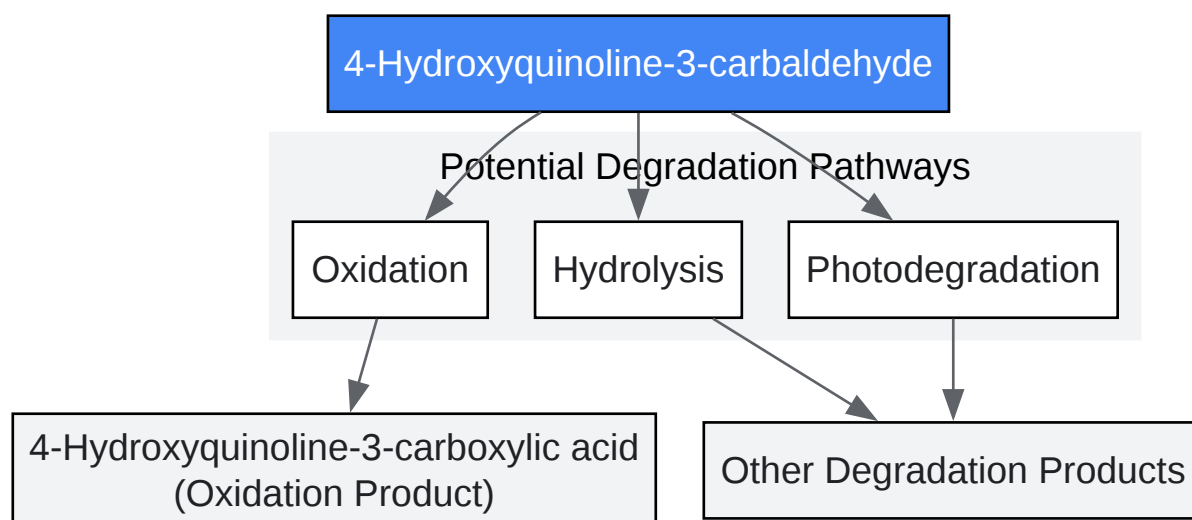 4-Hydroxyquinoline-3-carbaldehyde
Potential Degradation Pathways
Oxidation
Hydrolysis
Photodegradation
4-Hydroxyquinoline-3-carboxylic acid
(Oxidation Product)
Other Degradation Products